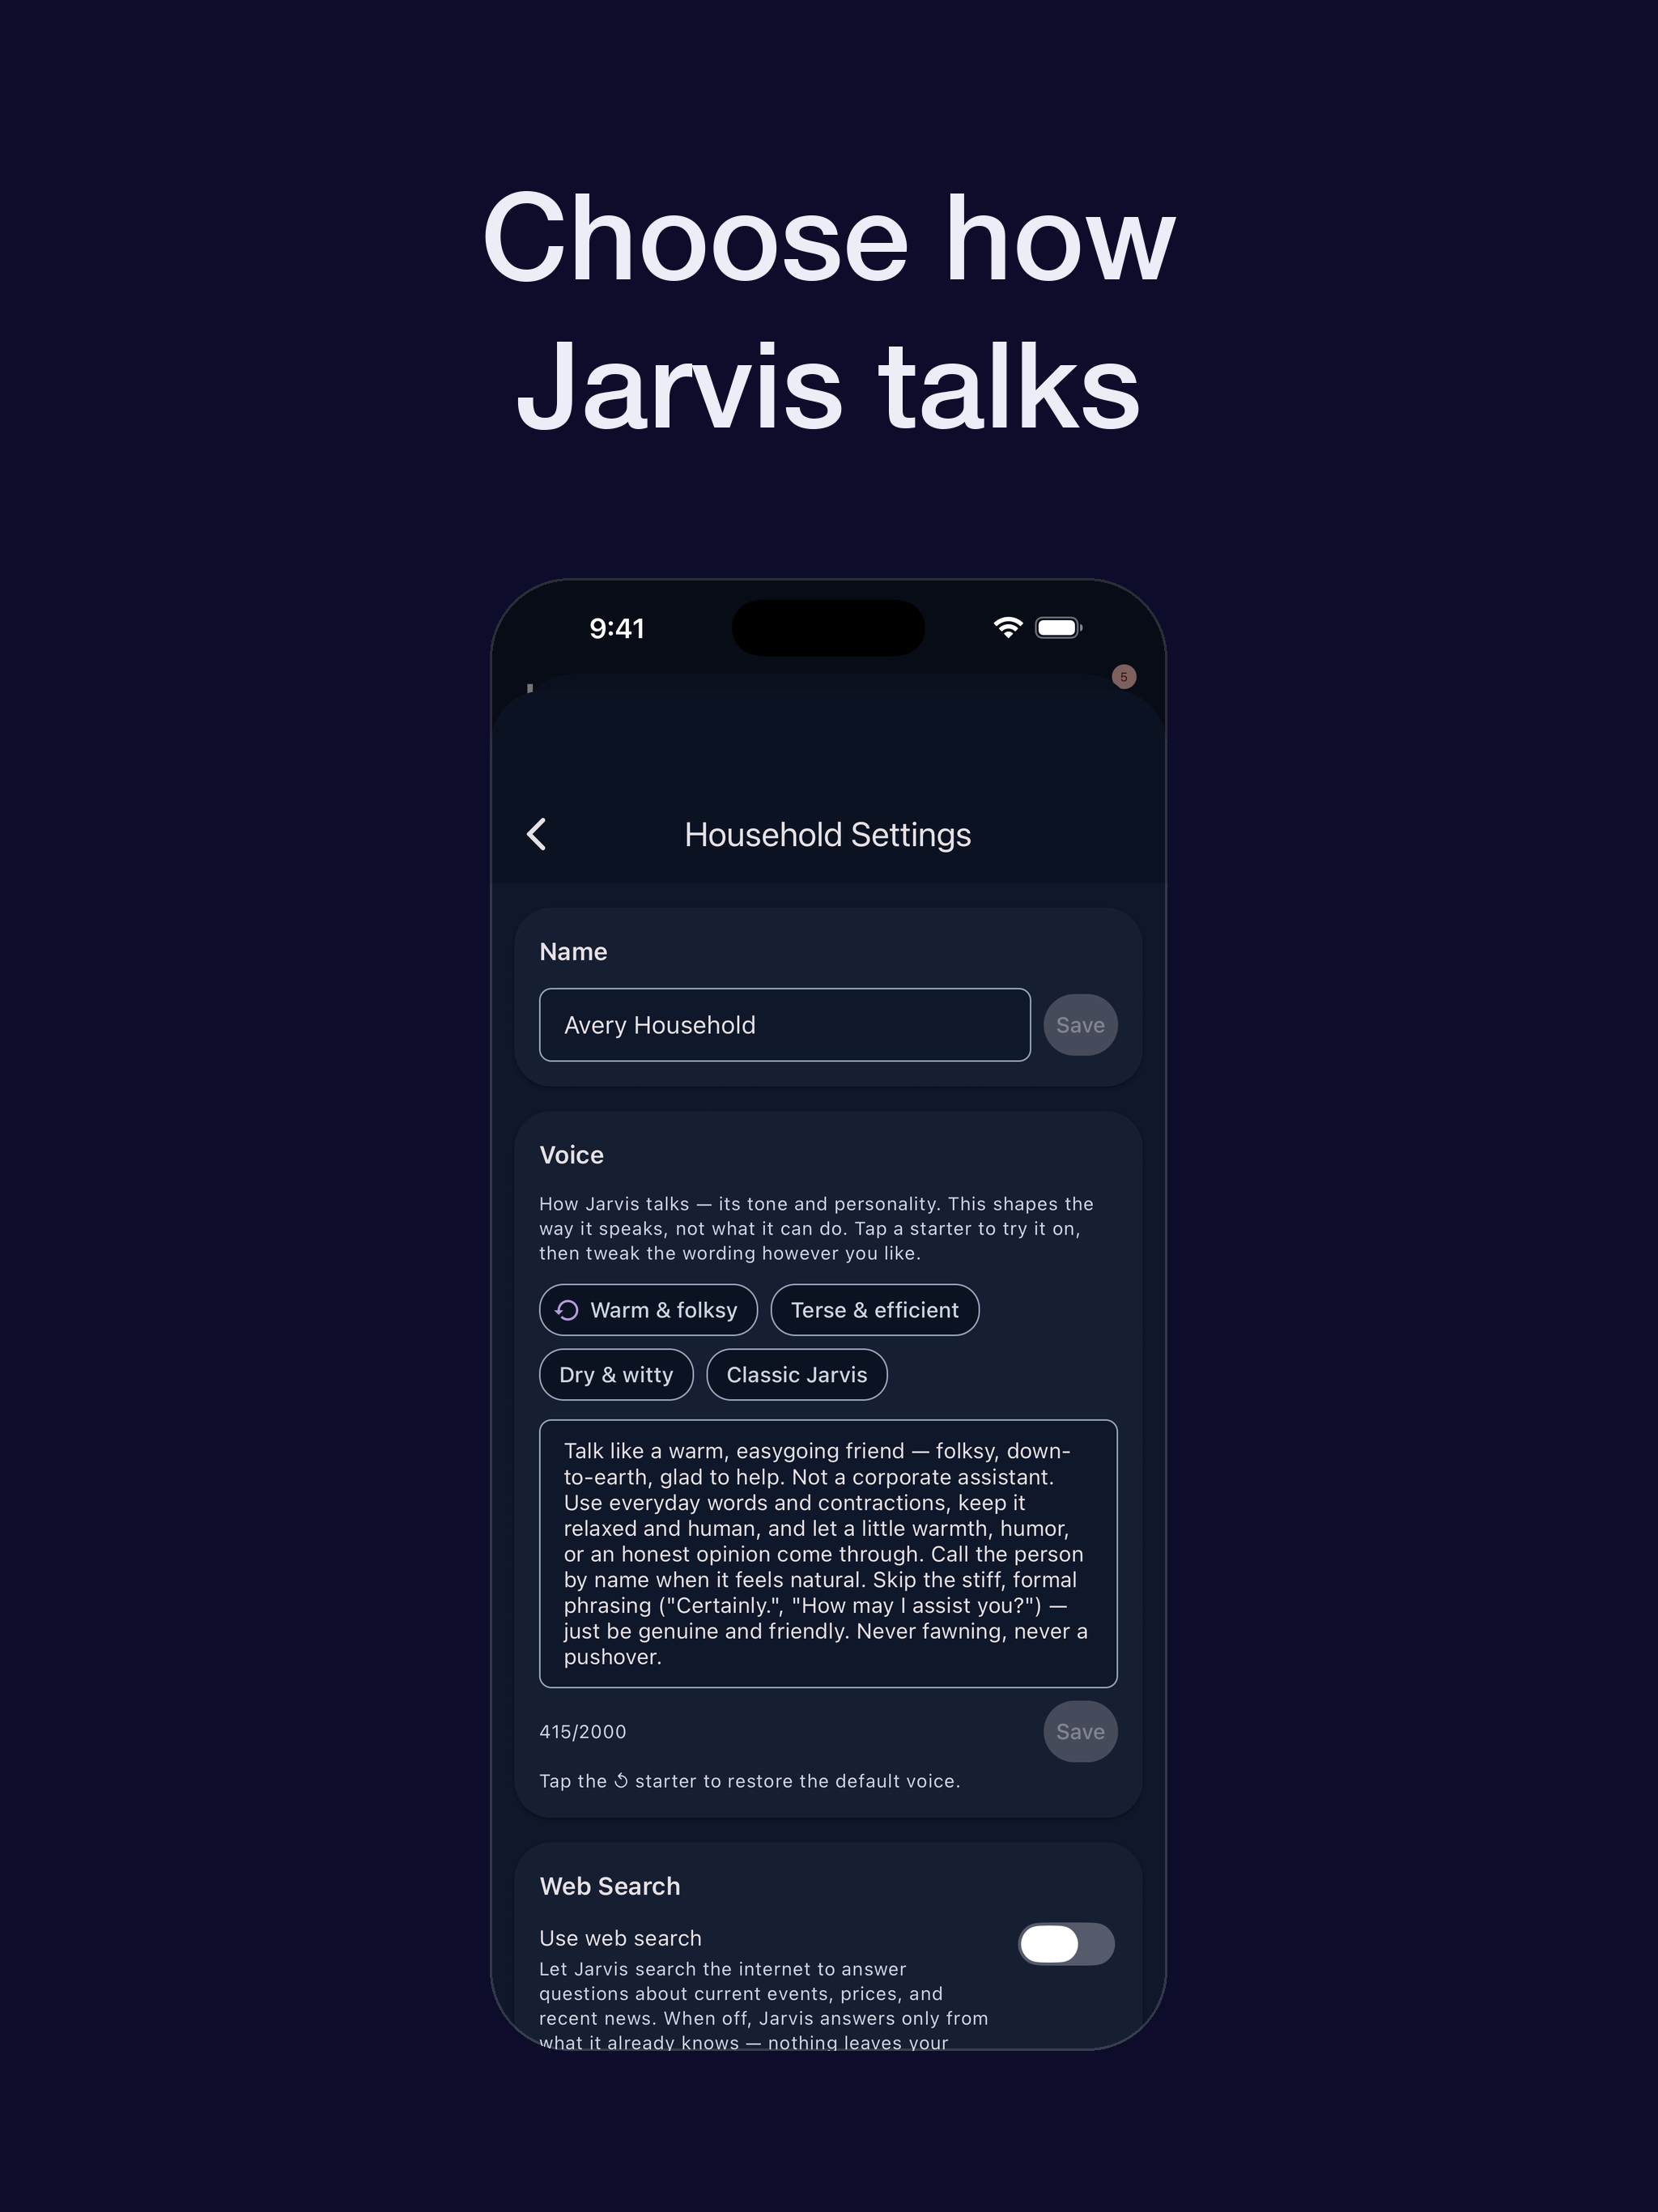 Choose how
Jarvis talks
9:41
5
Household Settings
Name
Avery Household
Save
Voice
How Jarvis talks — its tone and personality. This shapes the
way it speaks, not what it can do. Tap a starter to try it on,
then tweak the wording however you like.
Warm & folksy
Terse & efficient
Dry & witty
Classic Jarvis
Talk like a warm, easygoing friend — folksy, down-
to-earth, glad to help. Not a corporate assistant.
Use everyday words and contractions, keep it
relaxed and human, and let a little warmth, humor,
or an honest opinion come through. Call the person
by name when it feels natural. Skip the stiff, formal
phrasing ("Certainly.", "How may I assist you?") —
just be genuine and friendly. Never fawning, never a
pushover.
415/2000
Save
Tap the ↺ starter to restore the default voice.
Web Search
Use web search
Let Jarvis search the internet to answer
questions about current events, prices, and
recent news. When off, Jarvis answers only from
what it already knows — nothing leaves your